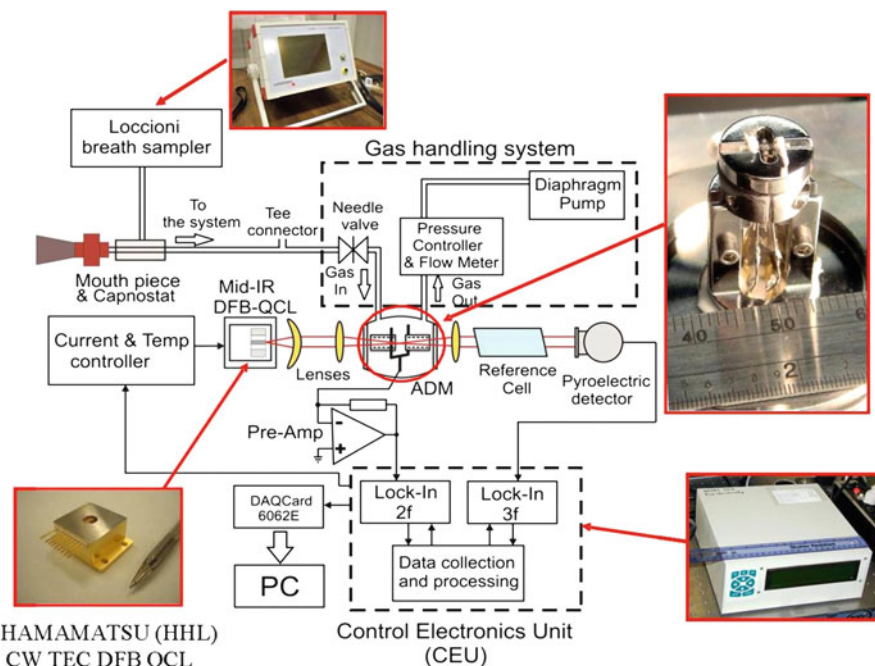 Loccioni
breath sampler
Gas handling system
Diaphragm
Pump
To
the system
Tee
connector
Needle
valve
Pressure
Controller
& Flow Meter
Gas
In
Gas
Out
Mouth piece
& Capnostat
Mid-IR
DFB-QCL
Current & Temp
controller
Lenses
ADM
Reference
Cell
Pyroelectric
detector
Pre-Amp
- 
+
Lock-In
2f
Lock-In
3f
DAQCard
6062E
Data collection
and processing
PC
Control Electronics Unit
(CEU)
HAMAMATSU (HHL)
CW TEC DFB QCL
40 50 6
2